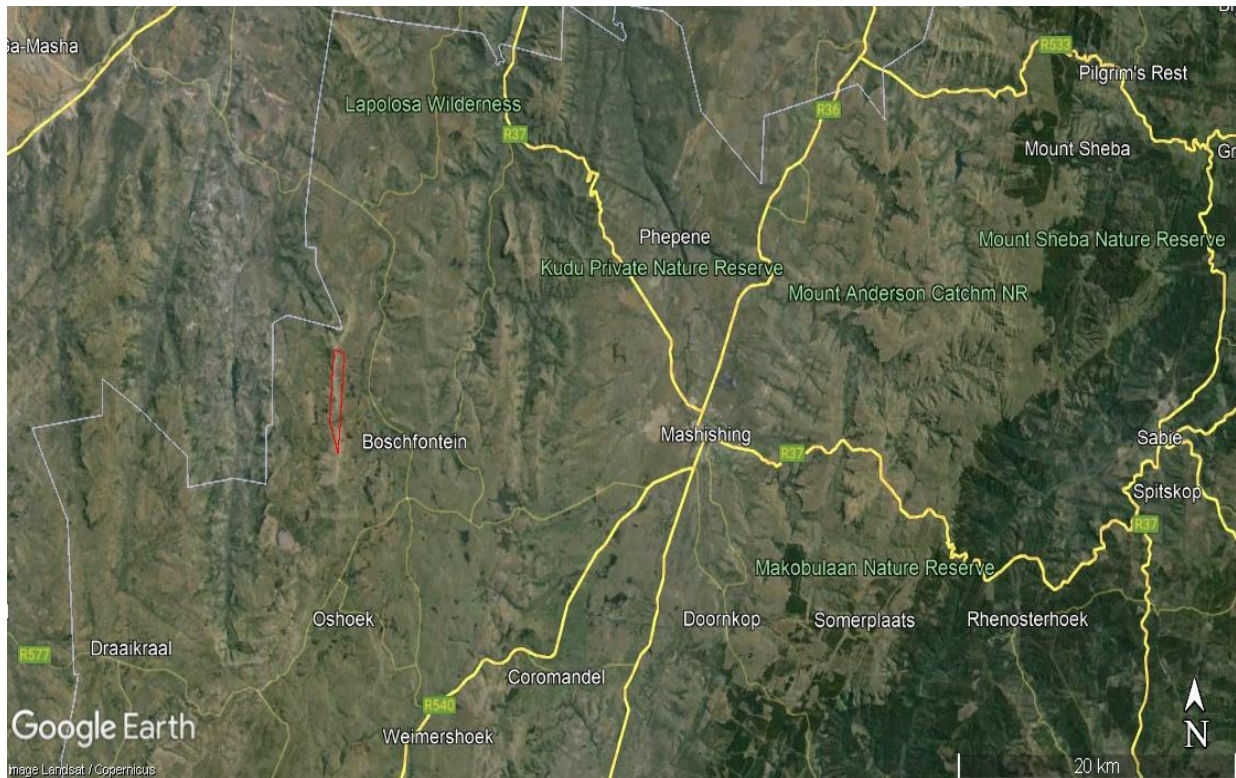 Ga-Masha
R533
Pilgrim's Rest
Lapolosa Wilderness
R36
R37
Mount Sheba
Gr
Phepene
Mount Sheba Nature Reserve
Kudu Private Nature Reserve
Mount Anderson Catchm NR
Mashishing
Boschfontein
R37
Sabie
Spitskop
R37
Makobulaan Nature Reserve
Oshoek
Doornkop
Somerplaats
Rhenosterhoek
R577
Draaikraal
Coromandel
R540
Weimershoek
Google Earth
N
20 km
Image Landsat / Copernicus